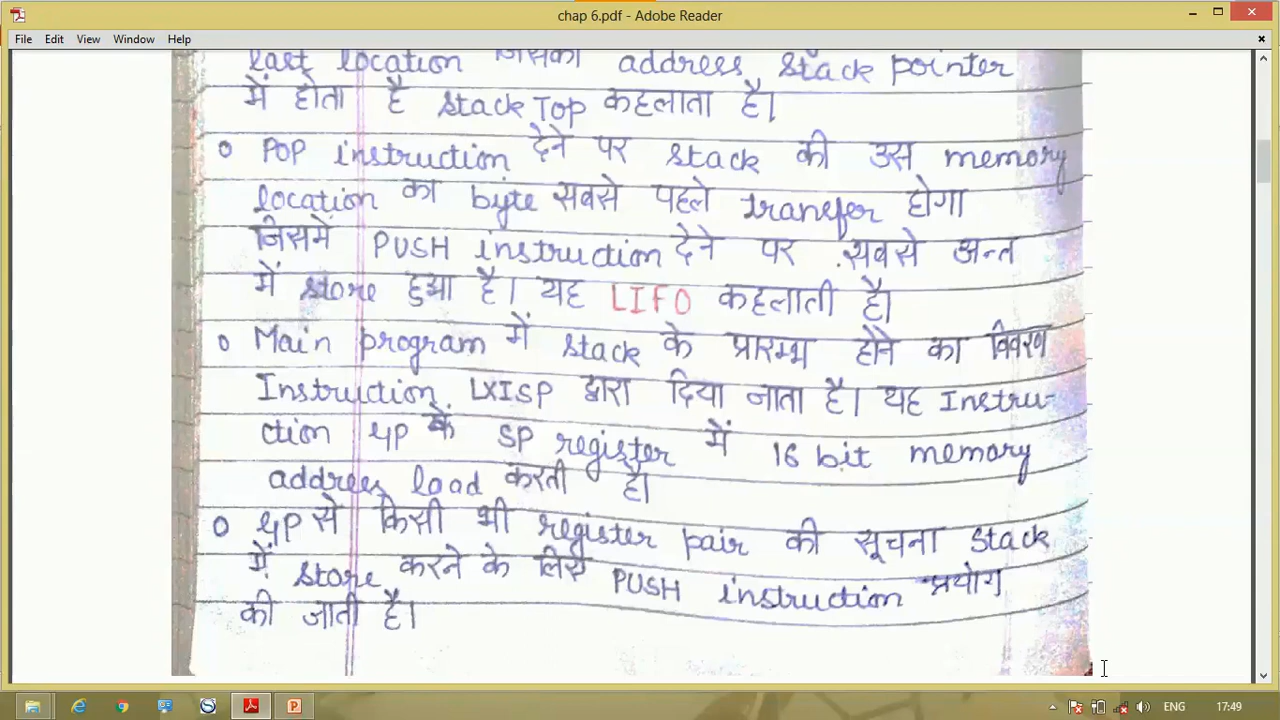 chap 6.pdf - Adobe Reader
File Edit View Window Help
last location जिसका address stack pointer
में होता है stack Top कहलाता है।
POP instruction देने पर stack की उस memory
location का byte सबसे पहले transfer होगा
जिसमें PUSH instruction देने पर सबसे अन्त
में store हुआ है। यह LIFO कहलाती है।
Main program में stack के प्रारम्भ होने का विवरण
Instruction LXISP द्वारा दिया जाता है। यह Instru-
ction μP के SP register में 16 bit memory
address load करती है।
μP से किसी भी register pair की सूचना stack
में store करने के लिए PUSH instruction प्रयोग
की जाती है।
ENG 17:49